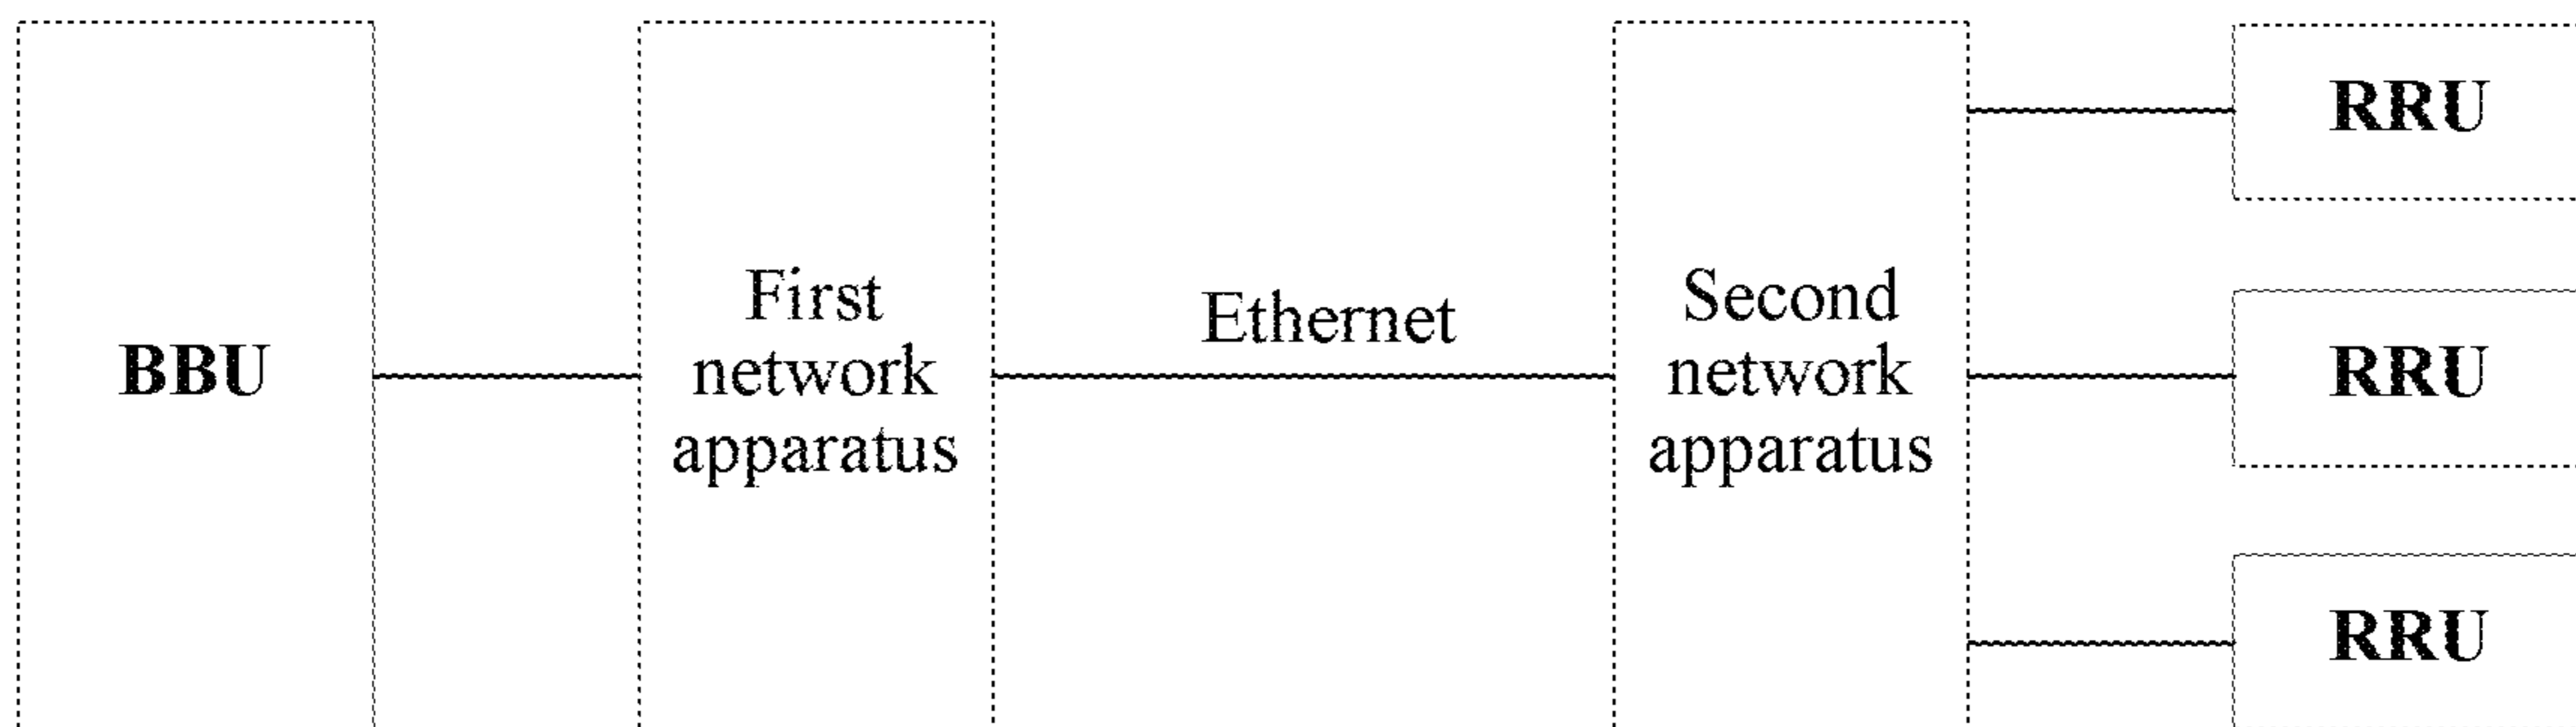 BBU
First
network
apparatus
Ethernet
Second
network
apparatus
RRU
RRU
RRU